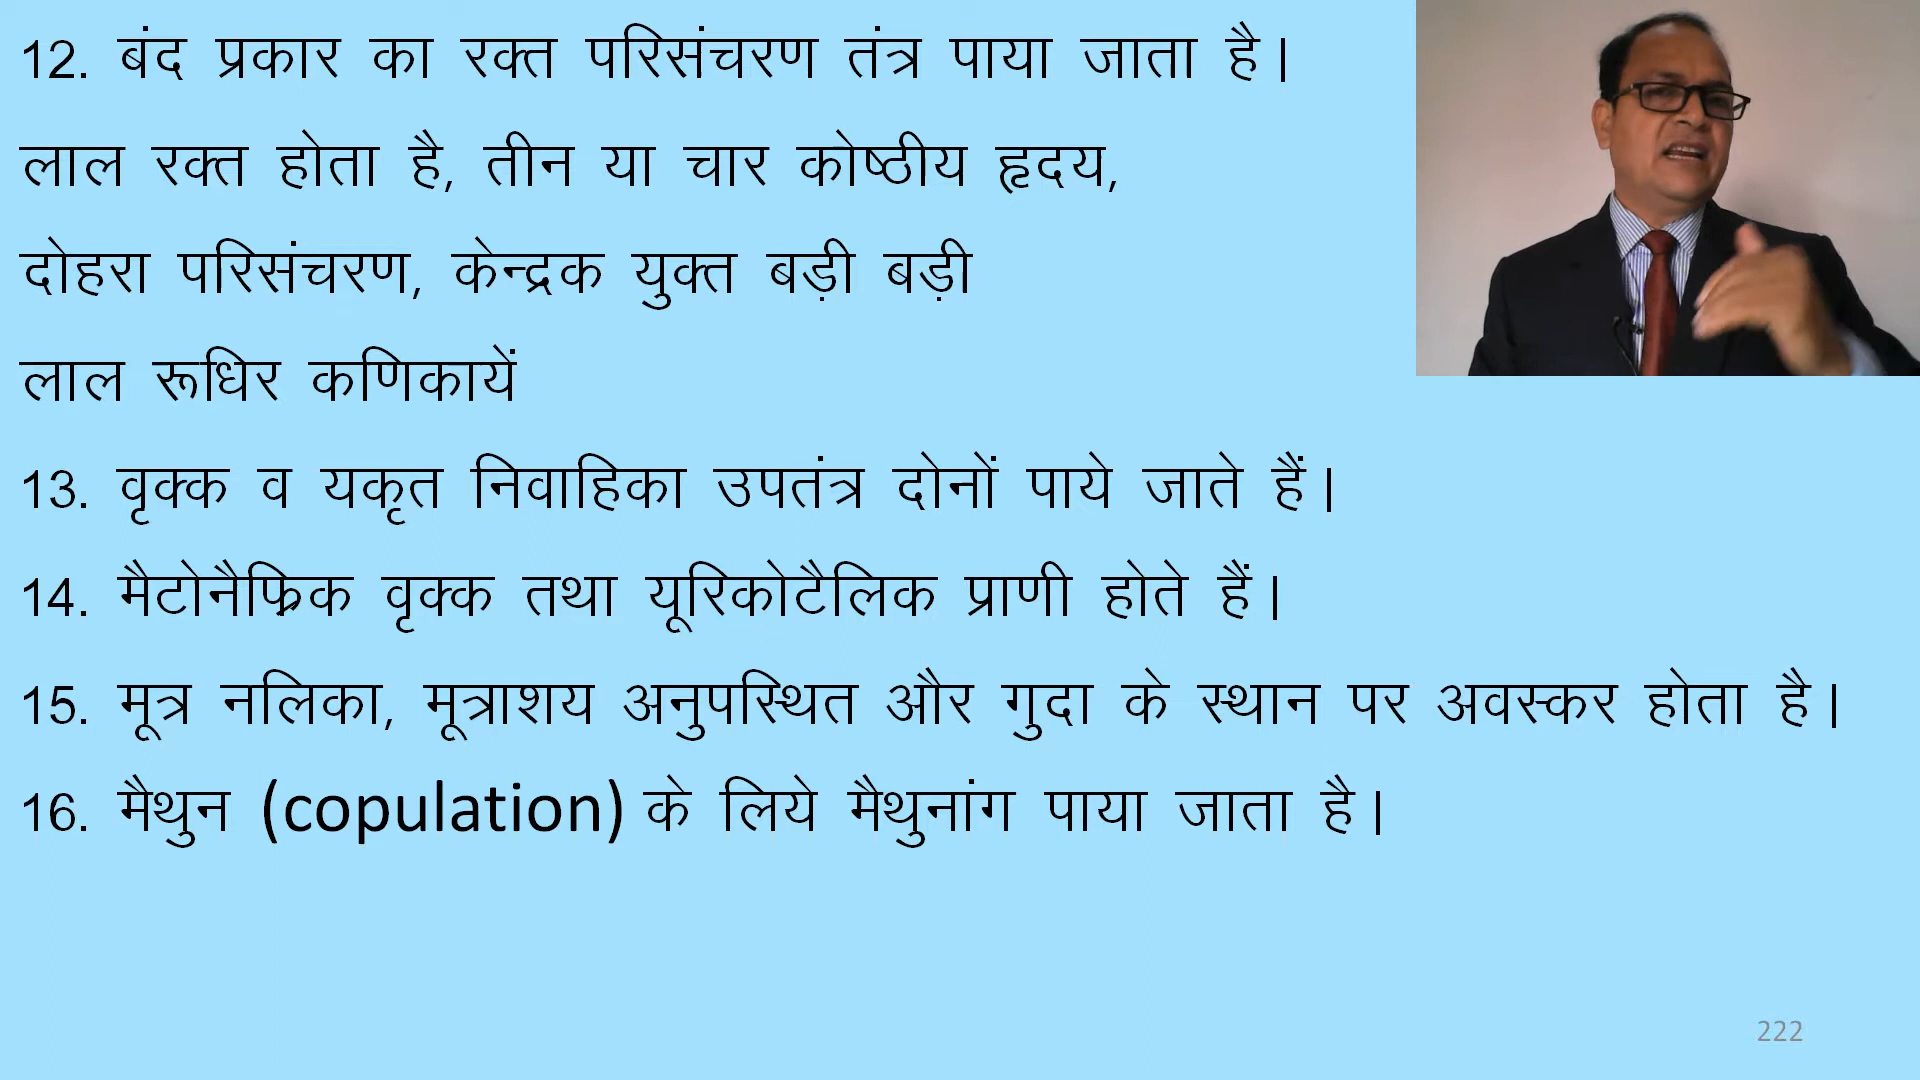 12. बंद प्रकार का रक्त परिसंचरण तंत्र पाया जाता है।
लाल रक्त होता है, तीन या चार कोष्ठीय हृदय,
दोहरा परिसंचरण, केन्द्रक युक्त बड़ी बड़ी
लाल रूधिर कणिकायें
13. वृक्क व यकृत निवाहिका उपतंत्र दोनों पाये जाते हैं।
14. मैटोनैफ्रिक वृक्क तथा यूरिकोटैलिक प्राणी होते हैं।
15. मूत्र नलिका, मूत्राशय अनुपस्थित और गुदा के स्थान पर अवस्कर होता है।
16. मैथुन (copulation) के लिये मैथुनांग पाया जाता है।
222